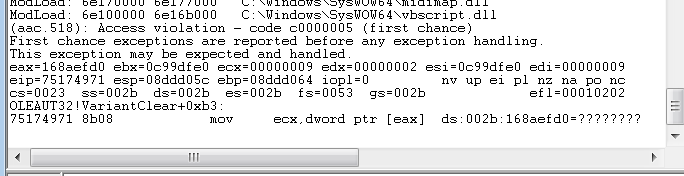 ModLoad: 6e170000 6e177000   C:\Windows\SysWOW64\midimap.dll
ModLoad: 6e100000 6e16b000   C:\Windows\SysWOW64\vbscript.dll
(aac.518): Access violation - code c0000005 (first chance)
First chance exceptions are reported before any exception handling.
This exception may be expected and handled.
eax=168aefd0 ebx=0c99dfe0 ecx=00000009 edx=00000002 esi=0c99dfe0 edi=00000009
eip=75174971 esp=08ddd05c ebp=08ddd064 iopl=0         nv up ei pl nz na po nc
cs=0023  ss=002b  ds=002b  es=002b  fs=0053  gs=002b             efl=00010202
OLEAUT32!VariantClear+0xb3:
75174971 8b08            mov     ecx,dword ptr [eax]  ds:002b:168aefd0=????????